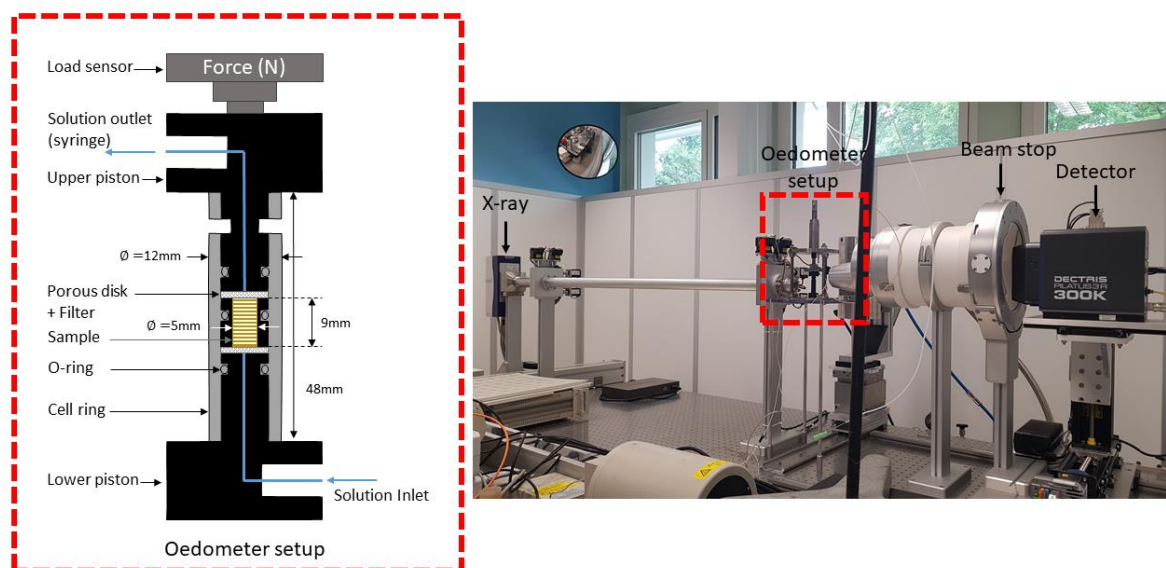 Load sensor
Force (N)
Solution outlet
(syringe)
Upper piston
Ø =12mm
Porous disk
+ Filter
Ø =5mm
9mm
Sample
O-ring
48mm
Cell ring
Lower piston
Solution Inlet
Oedometer setup
X-ray
Oedometer
setup
Beam stop
Detector
DECTRIS
PILATUS3 R
300K